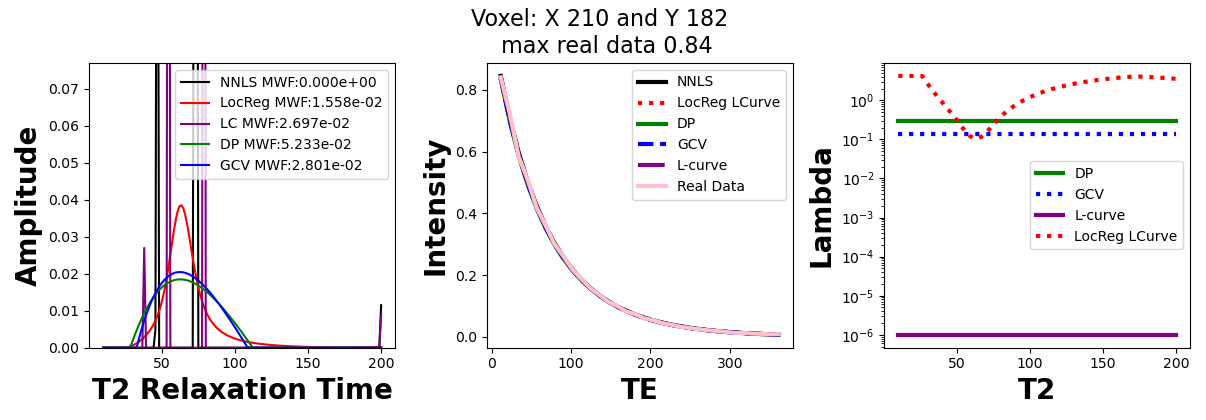 Voxel: X 210 and Y 182
max real data 0.84
Amplitude
0.07
0.06
0.05
0.04
0.03
0.02
0.01
0.00
50
100
150
200
T2 Relaxation Time
NNLS MWF:0.000e+00
LocReg MWF:1.558e-02
LC MWF:2.697e-02
DP MWF:5.233e-02
GCV MWF:2.801e-02
Intensity
0.8
0.6
0.4
0.2
0.0
0
100
200
300
TE
NNLS
LocReg LCurve
DP
GCV
L-curve
Real Data
Lambda
10^0
10^-1
10^-2
10^-3
10^-4
10^-5
10^-6
50
100
150
200
T2
DP
GCV
L-curve
LocReg LCurve